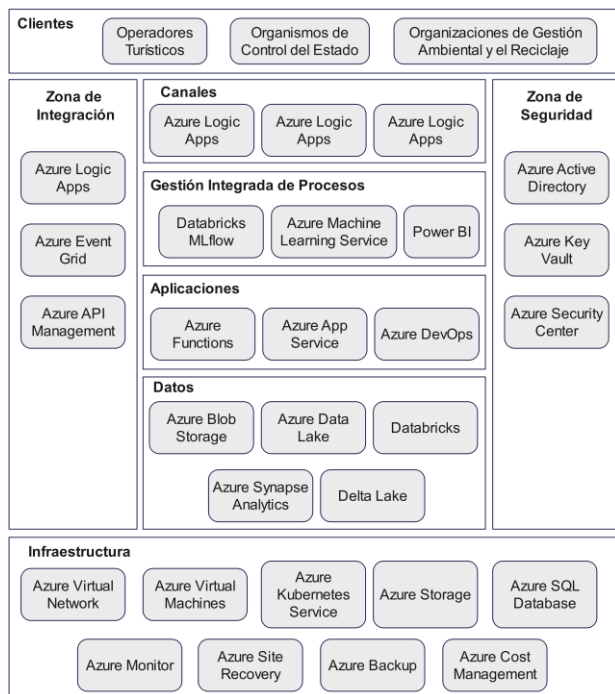 Clientes
Operadores
Turísticos
Organismos de
Control del Estado
Organizaciones de Gestión
Ambiental y el Reciclaje
Zona de
Integración
Azure Logic
Apps
Azure Event
Grid
Azure API
Management
Canales
Azure Logic
Apps
Azure Logic
Apps
Azure Logic
Apps
Gestión Integrada de Procesos
Databricks
MLflow
Azure Machine
Learning Service
Power BI
Aplicaciones
Azure
Functions
Azure App
Service
Azure DevOps
Datos
Azure Blob
Storage
Azure Data
Lake
Databricks
Azure Synapse
Analytics
Delta Lake
Zona de
Seguridad
Azure Active
Directory
Azure Key
Vault
Azure Security
Center
Infraestructura
Azure Virtual
Network
Azure Virtual
Machines
Azure
Kubernetes
Service
Azure Storage
Azure SQL
Database
Azure Monitor
Azure Site
Recovery
Azure Backup
Azure Cost
Management